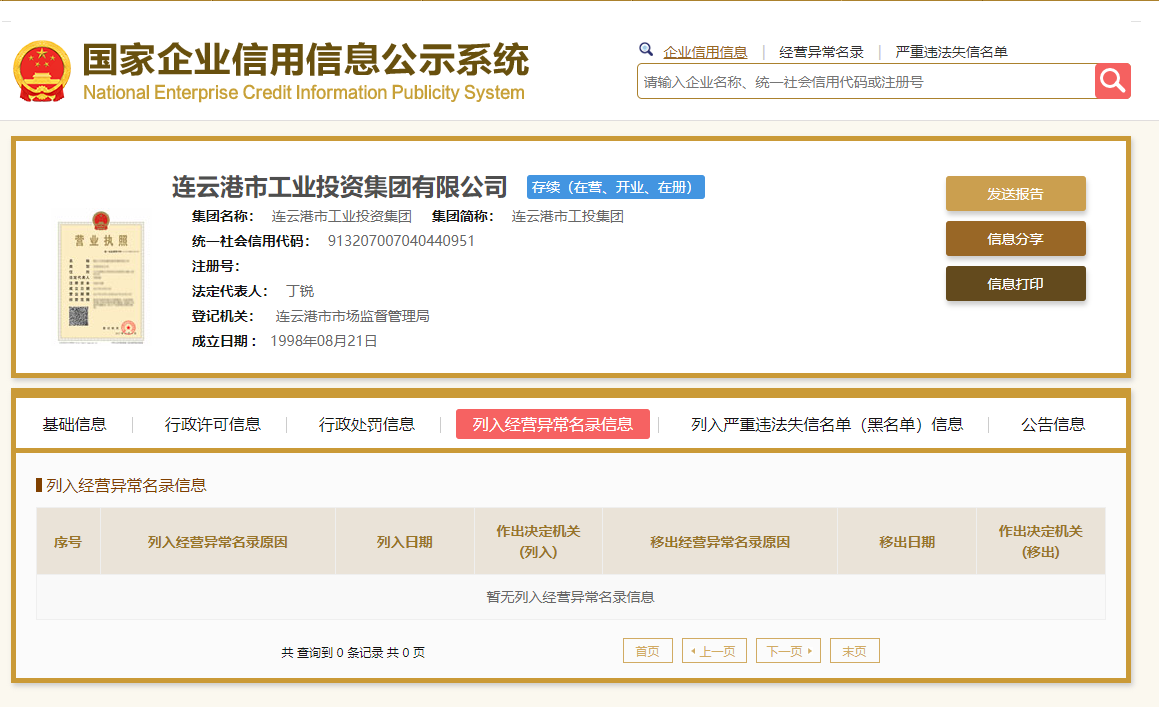 国家企业信用信息公示系统
National Enterprise Credit Information Publicity System
企业信用信息 | 经营异常名录 | 严重违法失信名单
请输入企业名称、统一社会信用代码或注册号
连云港市工业投资集团有限公司 存续（在营、开业、在册）
集团名称： 连云港市工业投资集团 集团简称： 连云港市工投集团
统一社会信用代码： 913207007040440951
注册号：
法定代表人： 丁锐
登记机关： 连云港市市场监督管理局
成立日期： 1998年08月21日
营业执照
发送报告
信息分享
信息打印
基础信息 | 行政许可信息 | 行政处罚信息 | 列入经营异常名录信息 | 列入严重违法失信名单（黑名单）信息 | 公告信息
列入经营异常名录信息
序号 列入经营异常名录原因 列入日期 作出决定机关(列入) 移出经营异常名录原因 移出日期 作出决定机关(移出)
暂无列入经营异常名录信息
共 查询到 0 条记录 共 0 页 首页 上一页 下一页 末页